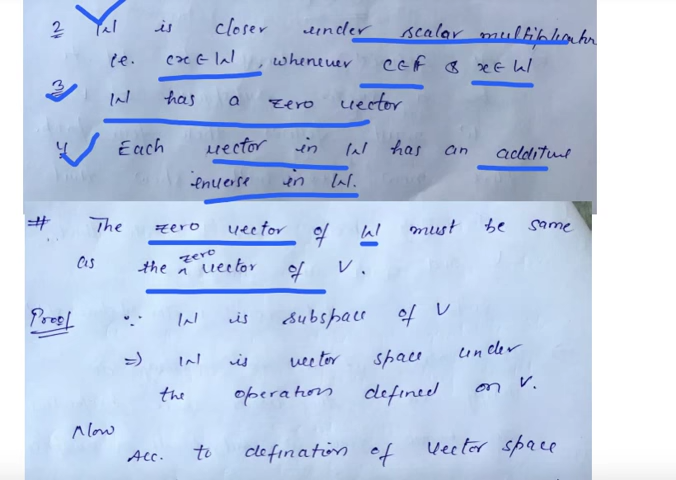 2 W is closer under scalar multiplication
i.e. cx ∈ W, whenever c ∈ F & x ∈ W
3 W has a zero vector
4 Each vector in W has an additive
inverse in W.
# The zero vector of W must be same
as the zero vector of V.
Proof ∵ W is subspace of V
⇒ W is vector space under
the operation defined on V.
Now
Acc. to defination of vector space